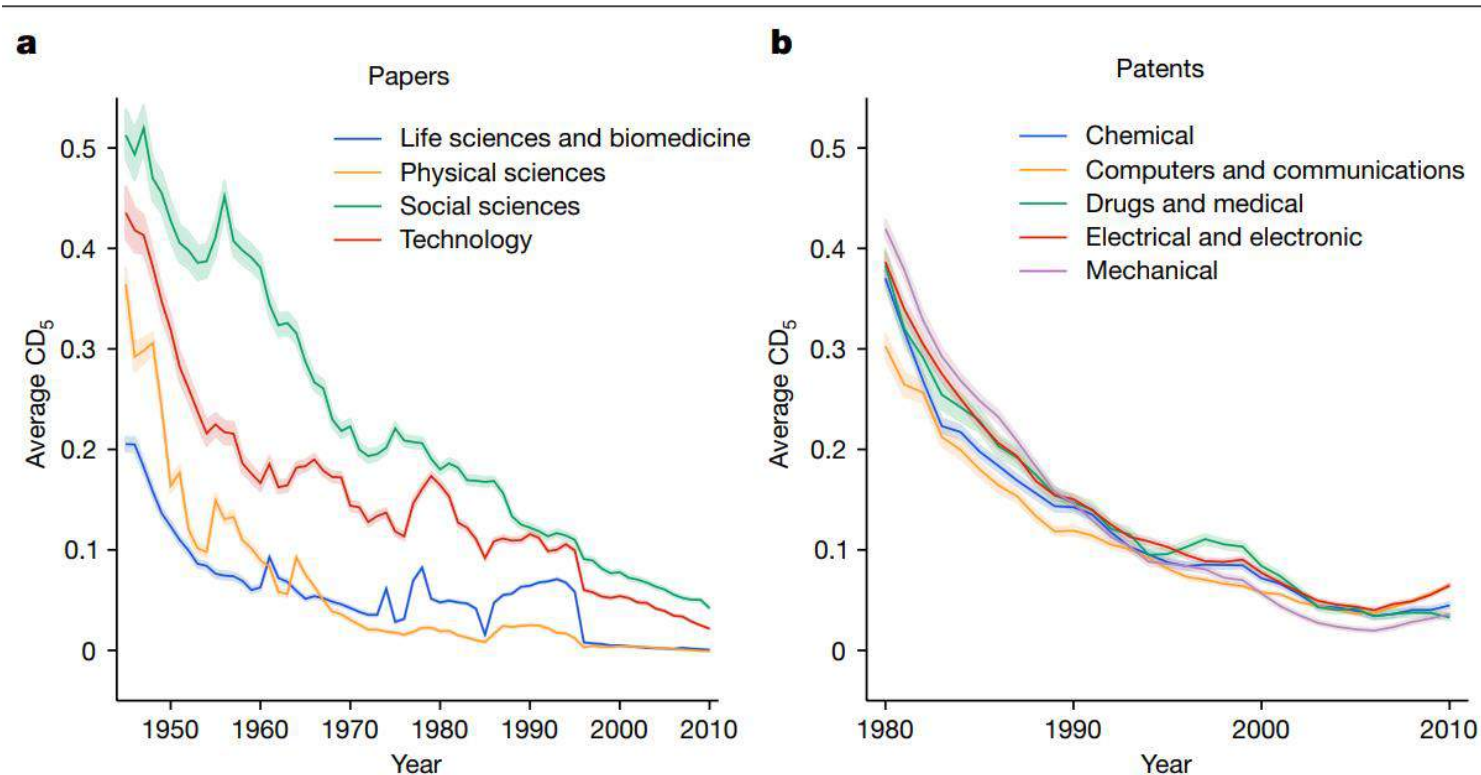 a
Papers
Average CD5
0.5
0.4
0.3
0.2
0.1
0
Life sciences and biomedicine
Physical sciences
Social sciences
Technology
1950 1960 1970 1980 1990 2000 2010
Year
b
Patents
Average CD5
0.5
0.4
0.3
0.2
0.1
0
Chemical
Computers and communications
Drugs and medical
Electrical and electronic
Mechanical
1980 1990 2000 2010
Year